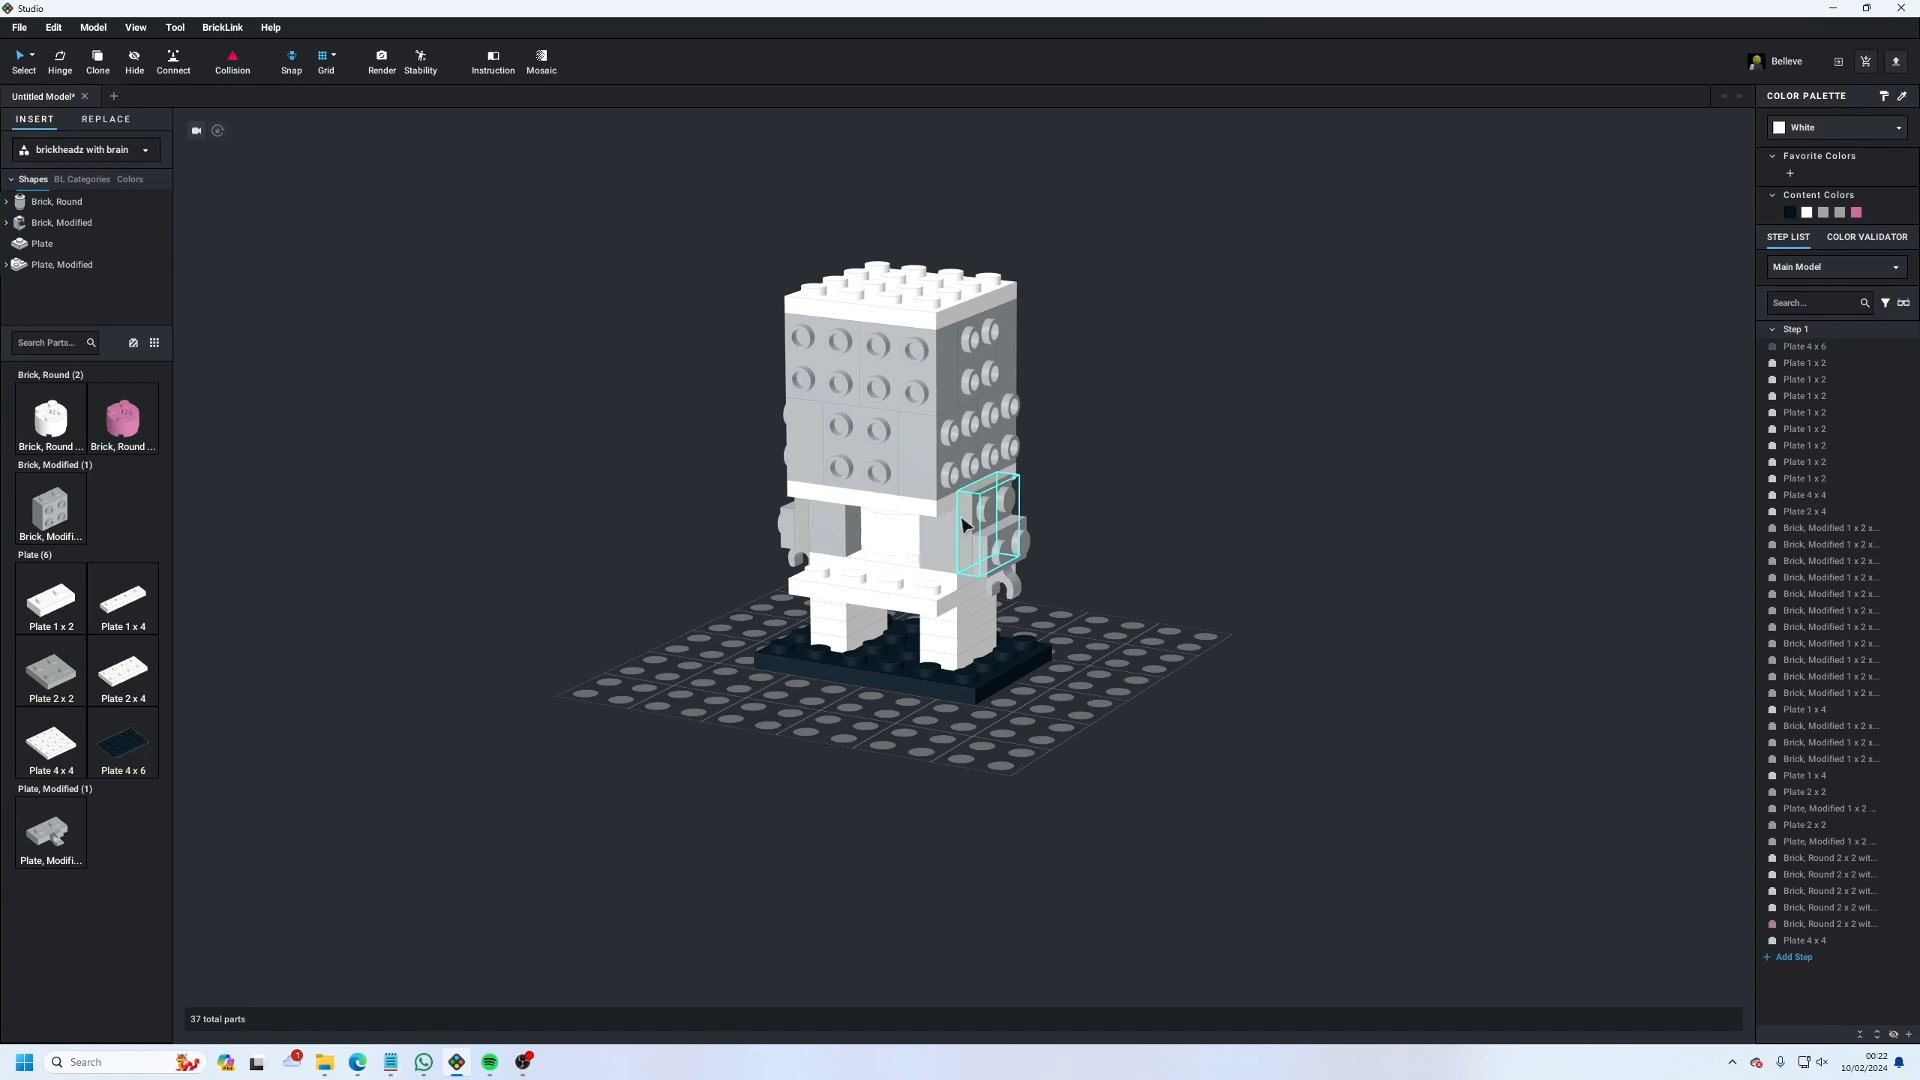 Studio
File Edit Model View Tool BrickLink Help
Select Hinge Clone Hide Connect Collision Snap Grid Render Stability Instruction Mosaic
Belleve
Untitled Model*
INSERT REPLACE
brickheadz with brain
Shapes BL Categories Colors
Brick, Round
Brick, Modified
Plate
Plate, Modified
Search Parts...
Brick, Round (2)
Brick, Round ... Brick, Round ...
Brick, Modified (1)
Brick, Modifi...
Plate (6)
Plate 1 x 2 Plate 1 x 4
Plate 2 x 2 Plate 2 x 4
Plate 4 x 4 Plate 4 x 6
Plate, Modified (1)
Plate, Modifi...
37 total parts
COLOR PALETTE
White
Favorite Colors
Content Colors
STEP LIST COLOR VALIDATOR
Main Model
Search...
Step 1
Plate 4 x 6
Plate 1 x 2
Plate 1 x 2
Plate 1 x 2
Plate 1 x 2
Plate 1 x 2
Plate 1 x 2
Plate 1 x 2
Plate 1 x 2
Plate 4 x 4
Plate 2 x 4
Brick, Modified 1 x 2 x...
Brick, Modified 1 x 2 x...
Brick, Modified 1 x 2 x...
Brick, Modified 1 x 2 x...
Brick, Modified 1 x 2 x...
Brick, Modified 1 x 2 x...
Brick, Modified 1 x 2 x...
Brick, Modified 1 x 2 x...
Brick, Modified 1 x 2 x...
Brick, Modified 1 x 2 x...
Brick, Modified 1 x 2 x...
Plate 1 x 4
Brick, Modified 1 x 2 x...
Brick, Modified 1 x 2 x...
Brick, Modified 1 x 2 x...
Plate 1 x 4
Plate 2 x 2
Plate, Modified 1 x 2 ...
Plate 2 x 2
Plate, Modified 1 x 2 ...
Brick, Round 2 x 2 wit...
Brick, Round 2 x 2 wit...
Brick, Round 2 x 2 wit...
Brick, Round 2 x 2 wit...
Brick, Round 2 x 2 wit...
Plate 4 x 4
+ Add Step
Search
1
00:22
10/02/2024